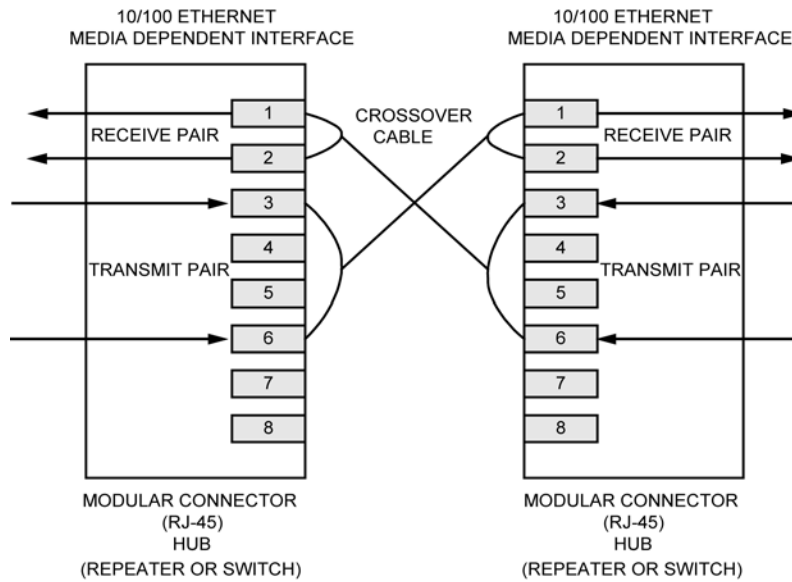 10/100 ETHERNET
MEDIA DEPENDENT INTERFACE
1
RECEIVE PAIR
2
3
4
TRANSMIT PAIR
5
6
7
8
MODULAR CONNECTOR
(RJ-45)
HUB
(REPEATER OR SWITCH)
CROSSOVER
CABLE
10/100 ETHERNET
MEDIA DEPENDENT INTERFACE
1
RECEIVE PAIR
2
3
4
TRANSMIT PAIR
5
6
7
8
MODULAR CONNECTOR
(RJ-45)
HUB
(REPEATER OR SWITCH)